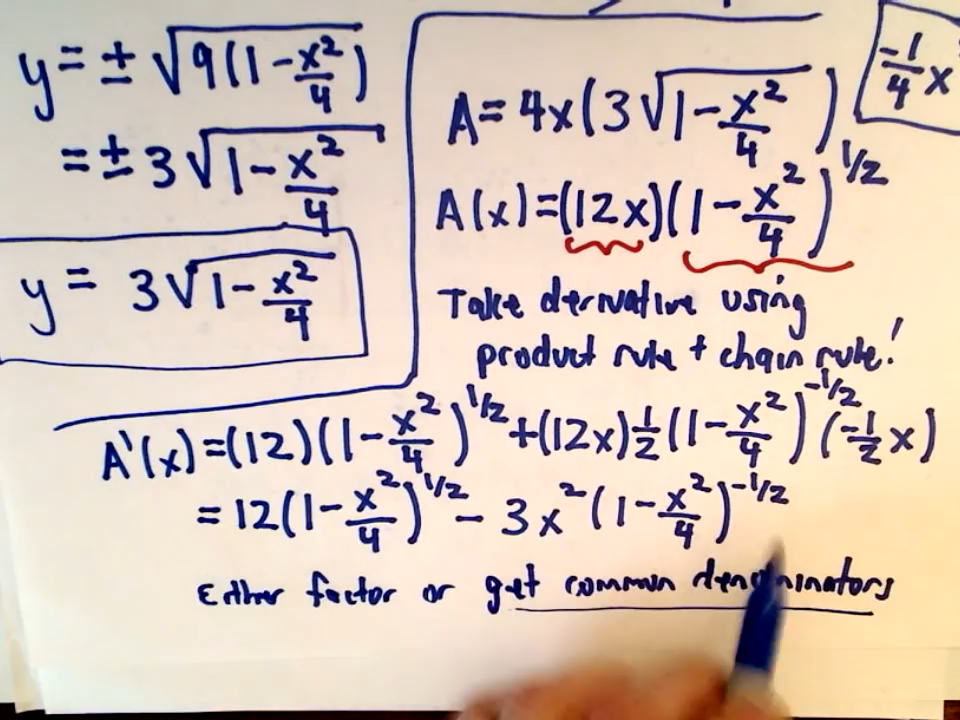 y = ± √9(1 - x²/4)
= ± 3√1 - x²/4
y = 3√1 - x²/4
-1/4 x
A = 4x(3√1 - x²/4)
A(x) = (12x)(1 - x²/4)^1/2
Take derivative using
product rule + chain rule!
A'(x) = (12)(1 - x²/4)^1/2 + (12x) 1/2 (1 - x²/4)^-1/2 (-1/2 x)
= 12(1 - x²/4)^1/2 - 3x²(1 - x²/4)^-1/2
Either factor or get common denominators